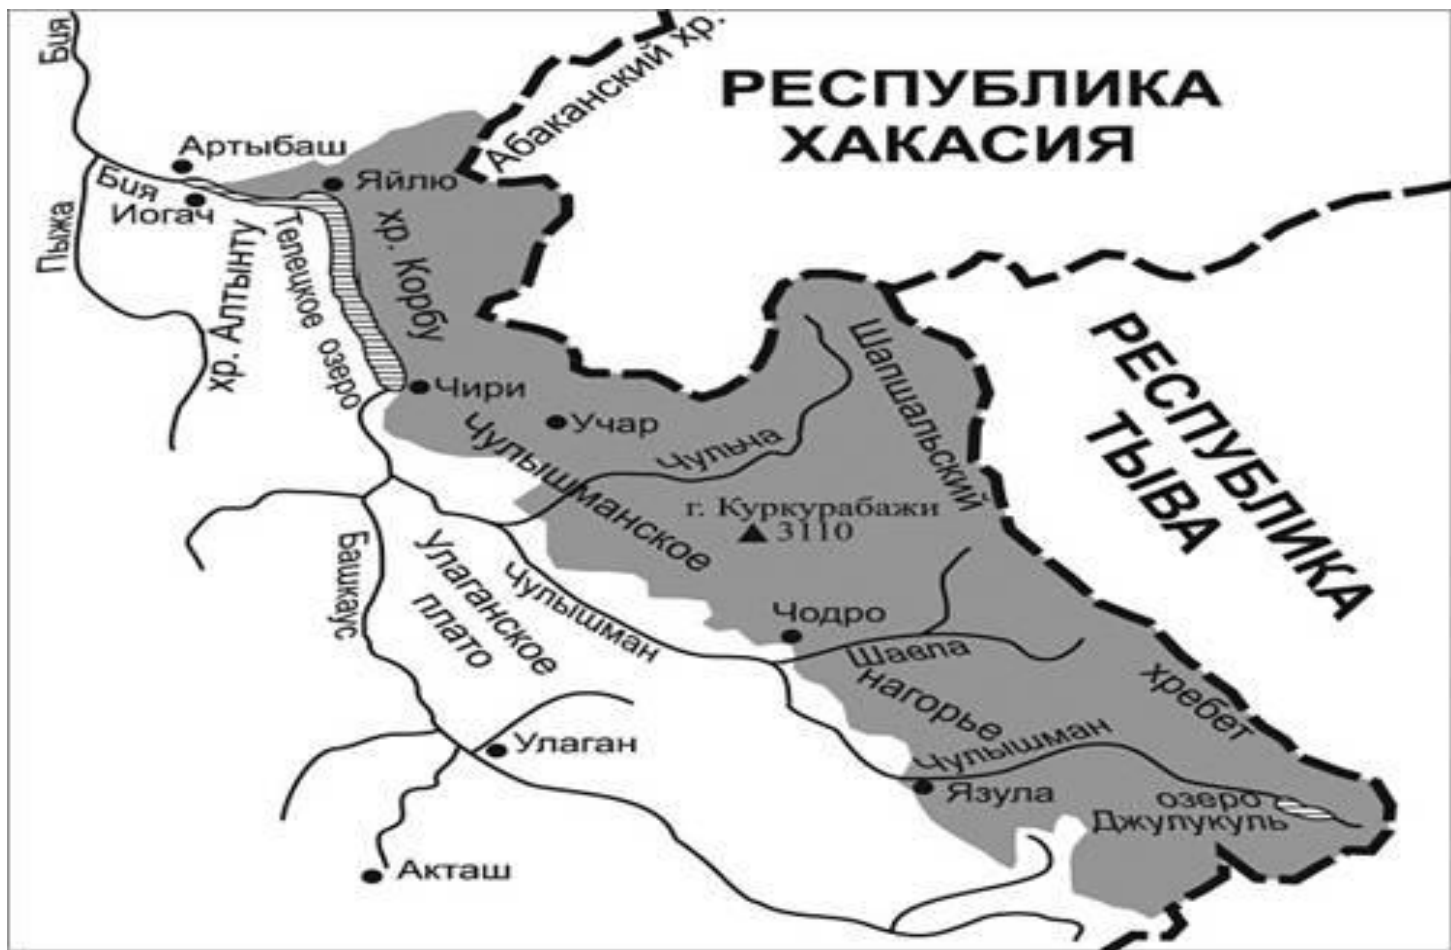 Бия
Абаканский хр.
РЕСПУБЛИКА
ХАКАСИЯ
Артыбаш
Бия
Яйлю
Иогач
Пыжа
хр. Алтынту
Телецкое озеро
хр. Корбу
Чири
Учар
Чульча
Шапшальский
РЕСПУБЛИКА
ТЫВА
Чулышманское
г. Куркурабажи
3110
Башкаус
Улаганское
плато
Чулышман
Чодро
Шавла
нагорье
хребет
Чулышман
Улаган
Язула
озеро
Джулукуль
Акташ